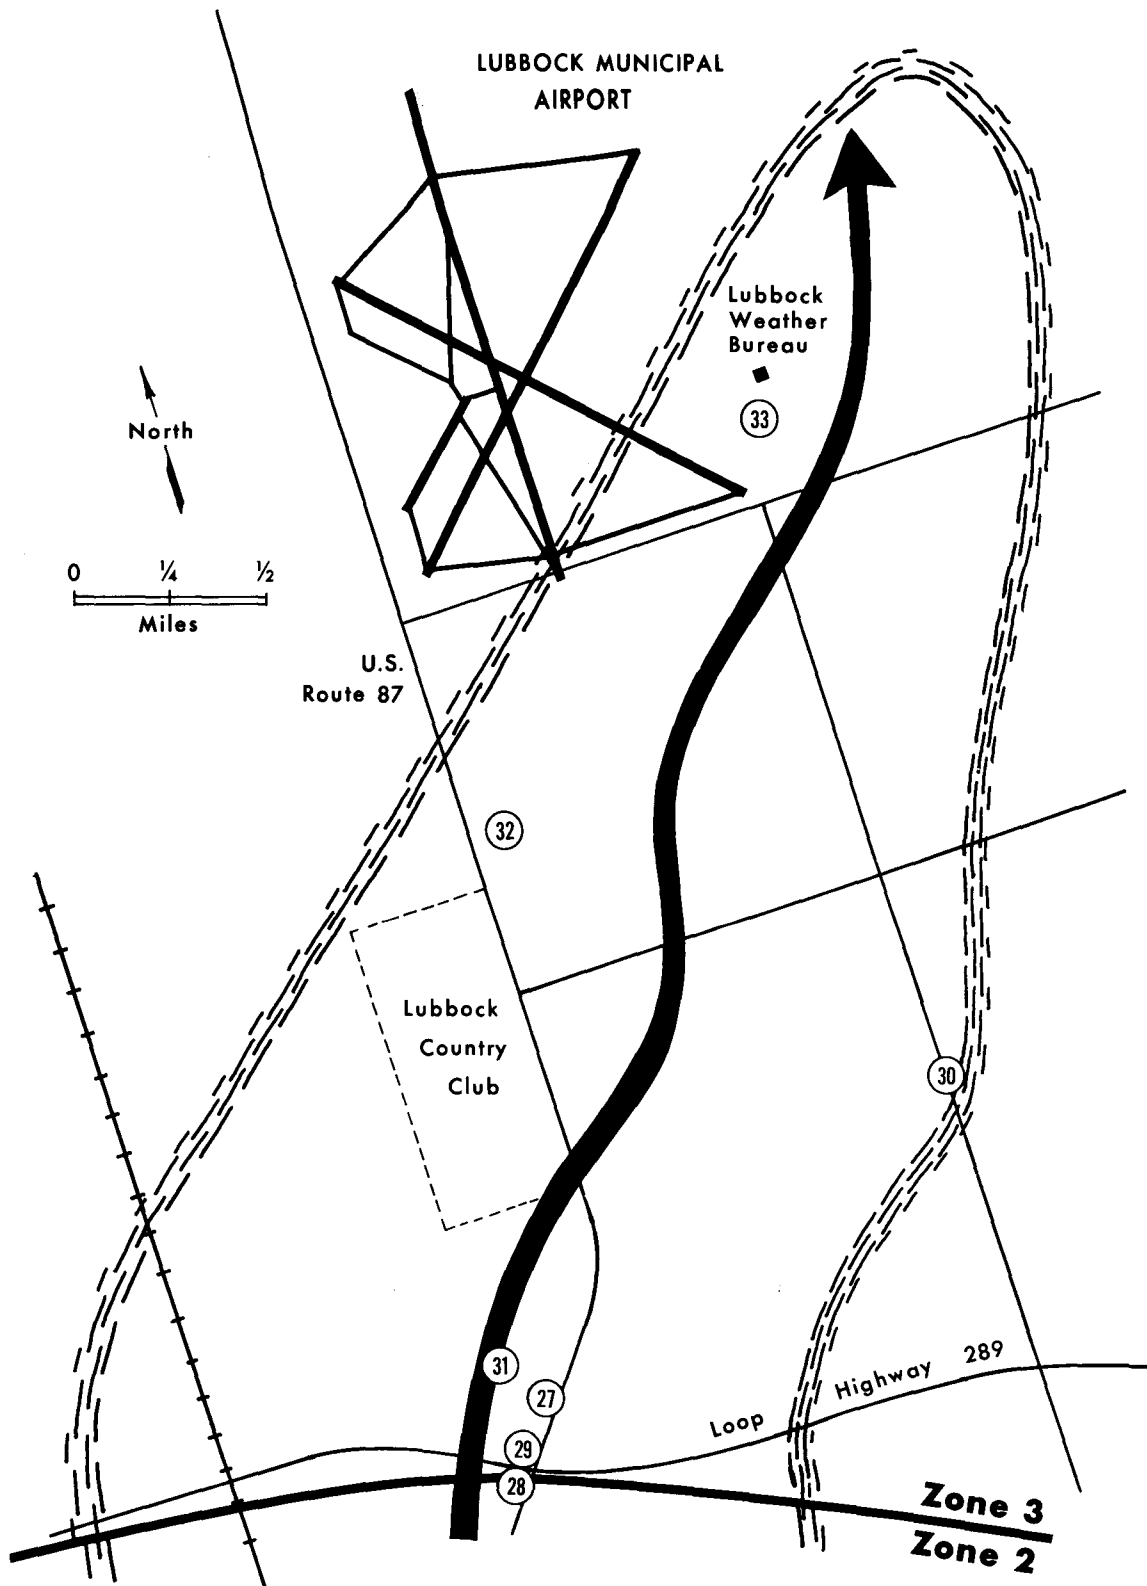 LUBBOCK MUNICIPAL
AIRPORT
Lubbock
Weather
Bureau
33
North
0 ¼ ½
Miles
U.S.
Route 87
32
Lubbock
Country
Club
30
31
27
29
28
Loop Highway 289
Zone 3
Zone 2